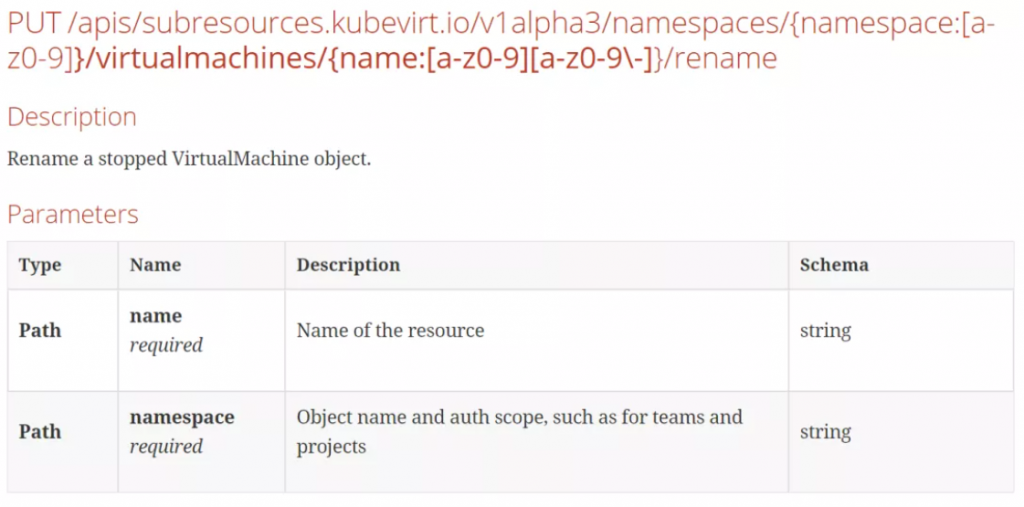 PUT /apis/subresources.kubevirt.io/v1alpha3/namespaces/{namespace:[a-
z0-9]}/virtualmachines/{name:[a-z0-9][a-z0-9\-]}/rename
Description
Rename a stopped VirtualMachine object.
Parameters
Type Name Description Schema
Path name required Name of the resource string
Path namespace required Object name and auth scope, such as for teams and projects string